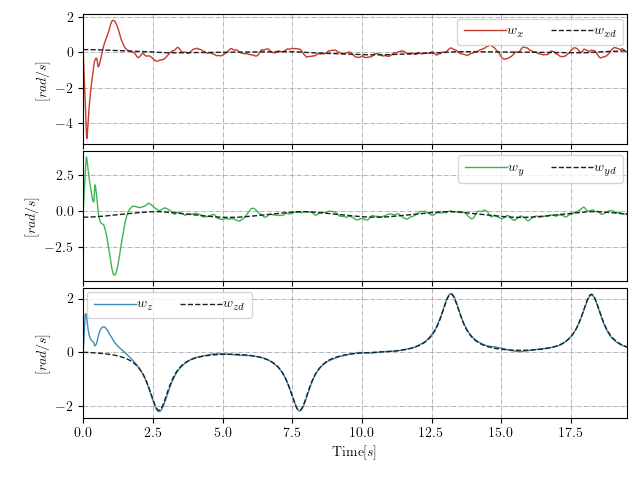 2
0
−2
−4
[rad/s]
w_x w_xd
2.5
0.0
−2.5
[rad/s]
w_y w_yd
2
0
−2
[rad/s]
w_z w_zd
0.0 2.5 5.0 7.5 10.0 12.5 15.0 17.5
Time[s]